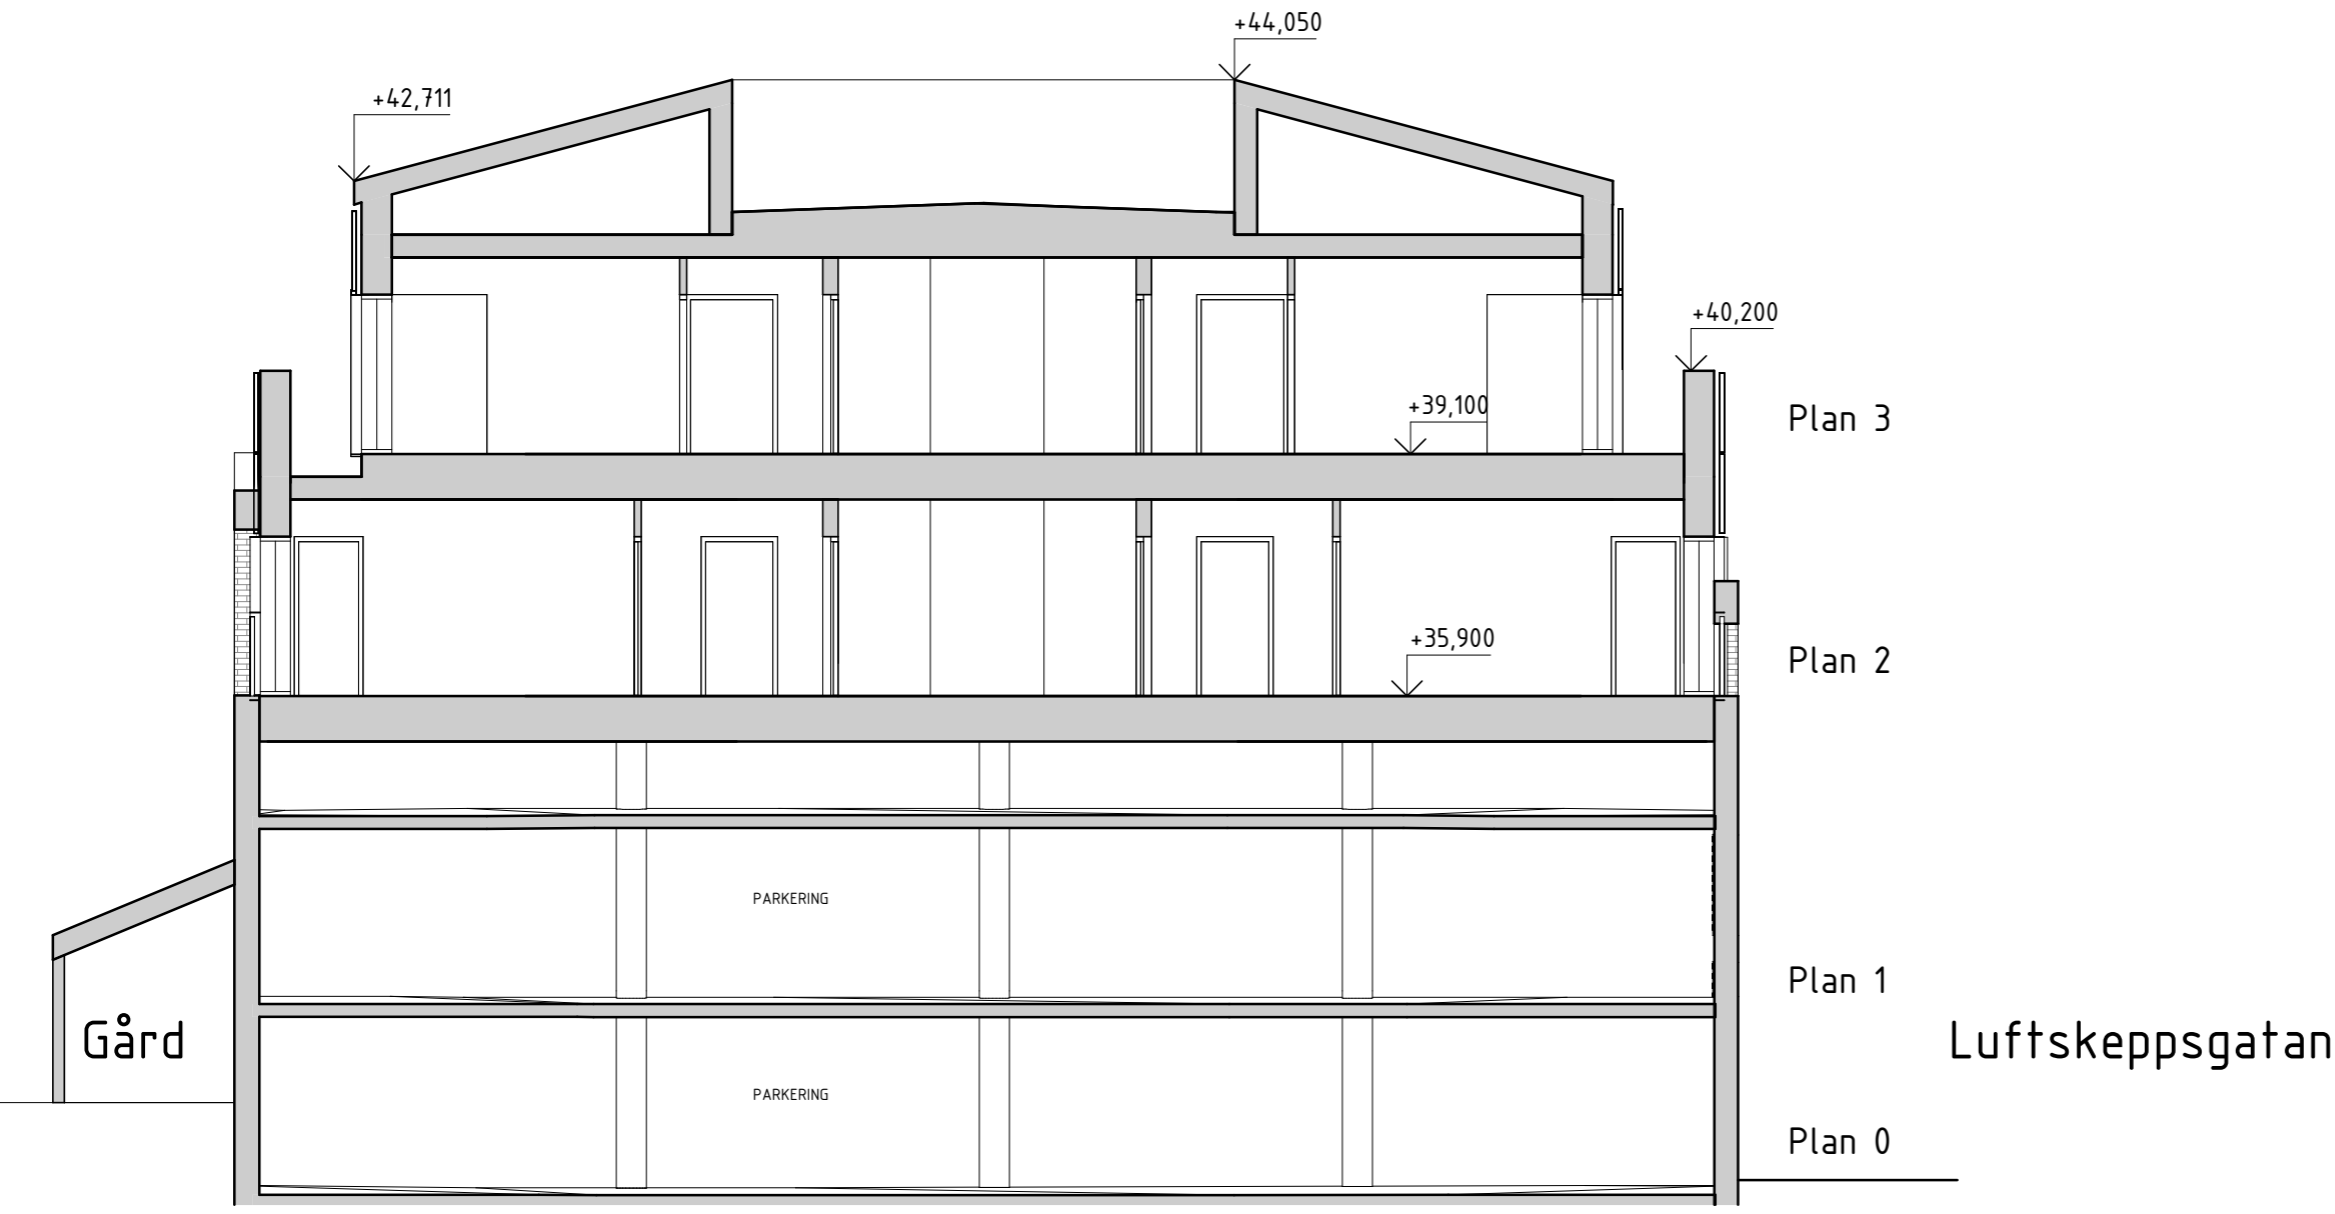 +44,050
+42,711
+40,200
+39,100
Plan 3
+35,900
Plan 2
PARKERING
Plan 1
Gård
Luftskeppsgatan
PARKERING
Plan 0